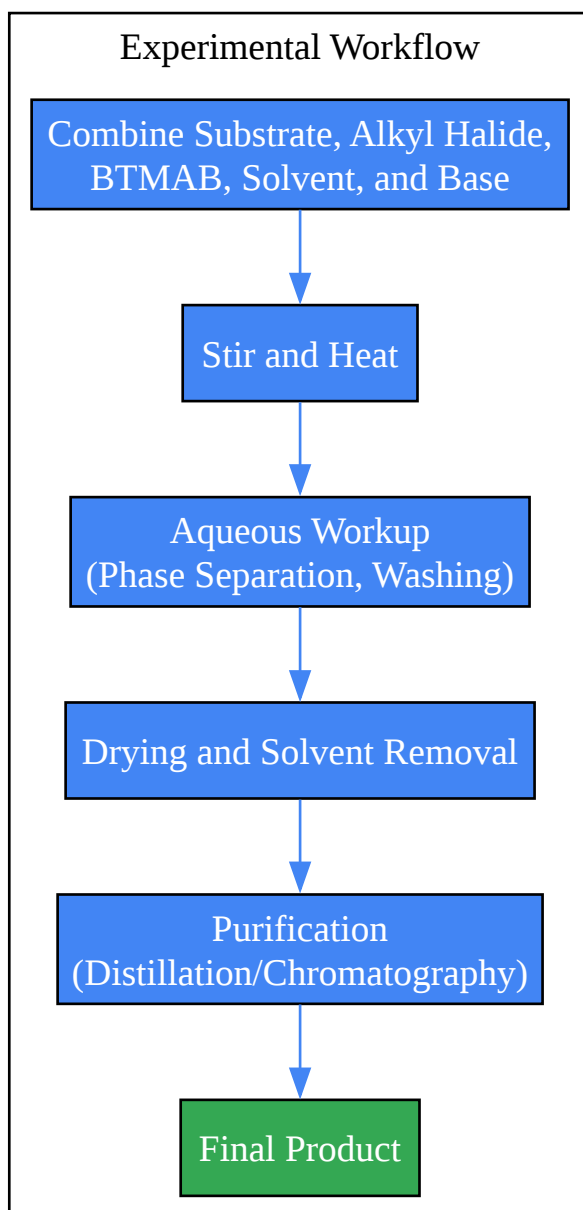 Experimental Workflow
Combine Substrate, Alkyl Halide,
BTMAB, Solvent, and Base
Stir and Heat
Aqueous Workup
(Phase Separation, Washing)
Drying and Solvent Removal
Purification
(Distillation/Chromatography)
Final Product